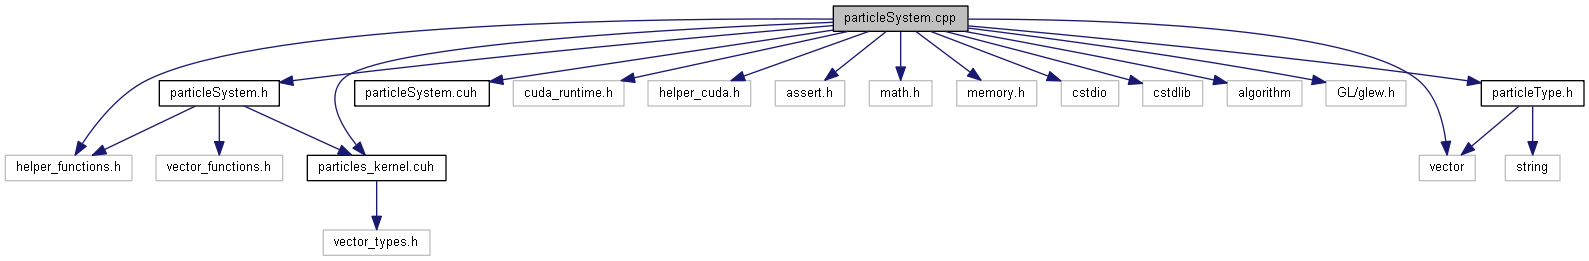 particleSystem.cpp
particleSystem.h
particleSystem.cuh
cuda_runtime.h
helper_cuda.h
assert.h
math.h
memory.h
cstdio
cstdlib
algorithm
GL/glew.h
particleType.h
helper_functions.h
vector_functions.h
particles_kernel.cuh
vector
string
vector_types.h